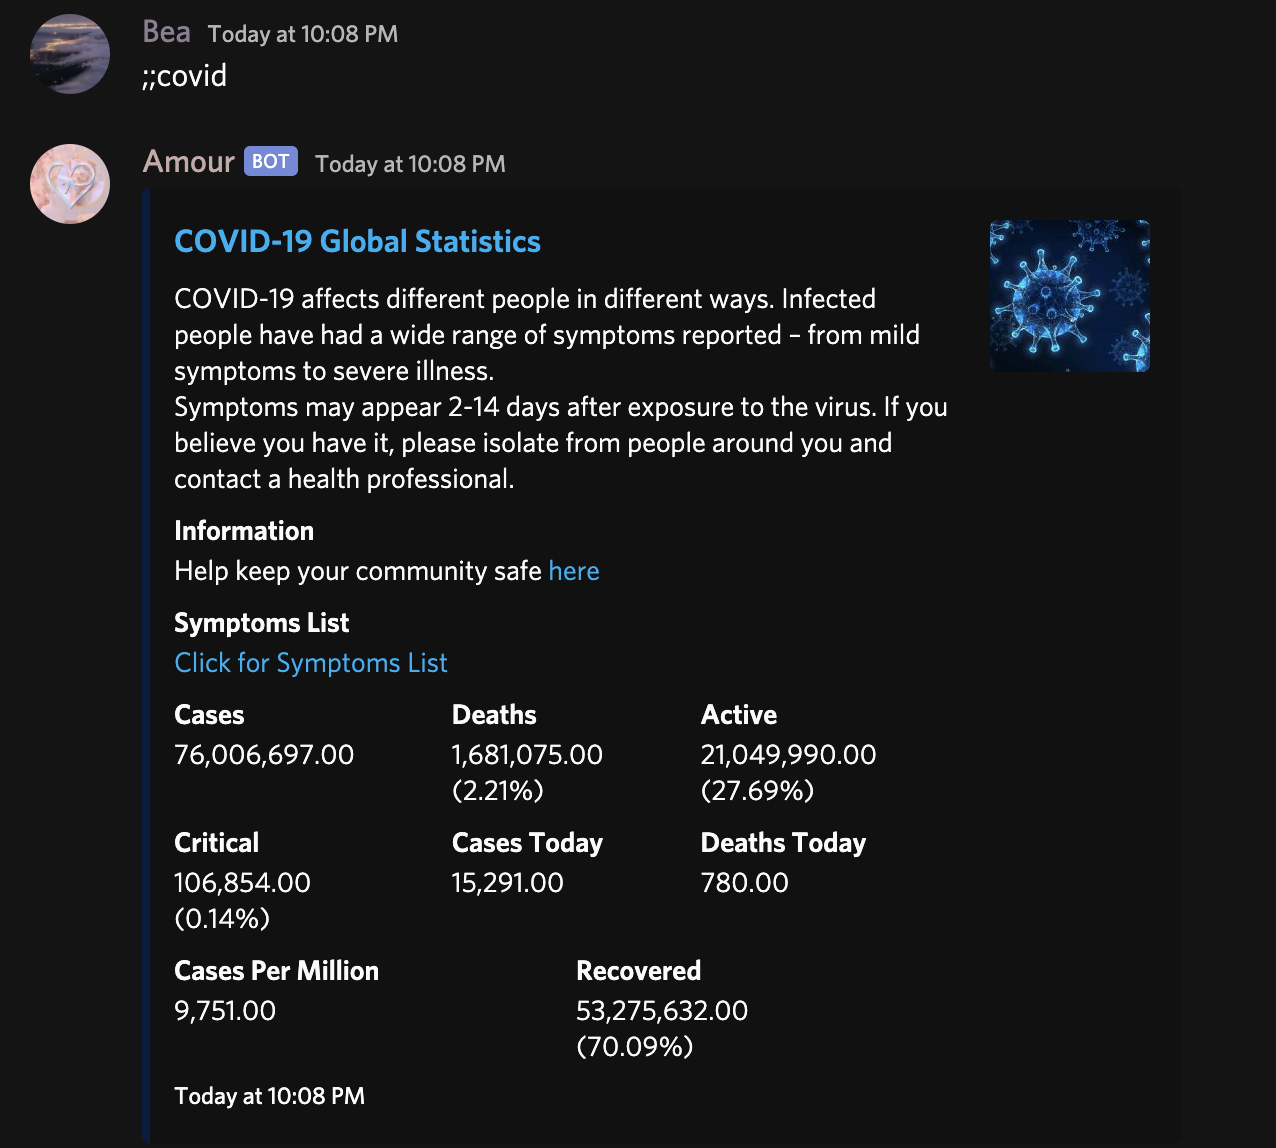 Bea Today at 10:08 PM
;;covid
Amour BOT Today at 10:08 PM
COVID-19 Global Statistics
COVID-19 affects different people in different ways. Infected
people have had a wide range of symptoms reported – from mild
symptoms to severe illness.
Symptoms may appear 2-14 days after exposure to the virus. If you
believe you have it, please isolate from people around you and
contact a health professional.
Information
Help keep your community safe here
Symptoms List
Click for Symptoms List
Cases Deaths Active
76,006,697.00 1,681,075.00 21,049,990.00
(2.21%) (27.69%)
Critical Cases Today Deaths Today
106,854.00 15,291.00 780.00
(0.14%)
Cases Per Million Recovered
9,751.00 53,275,632.00
(70.09%)
Today at 10:08 PM